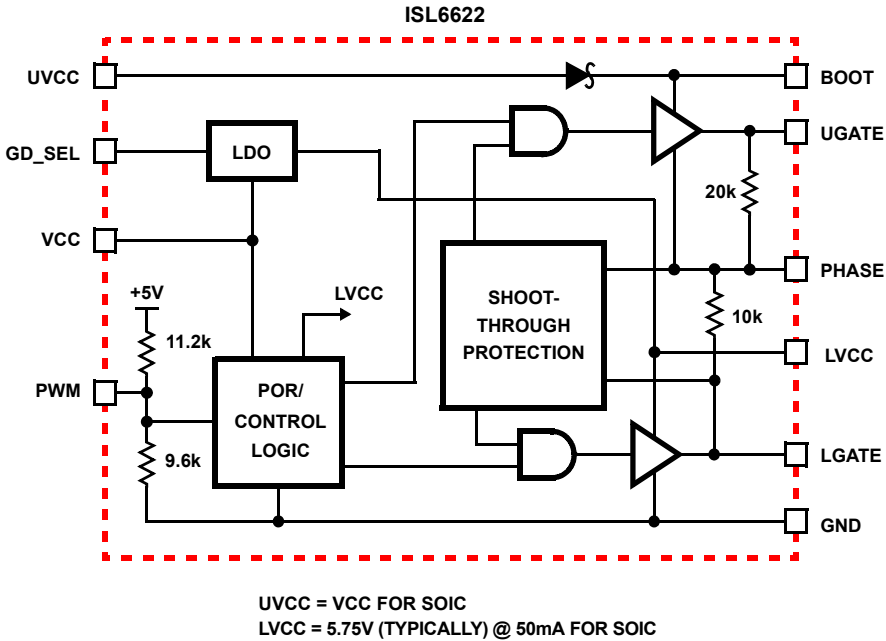 ISL6622
UVCC
BOOT
GD_SEL
LDO
UGATE
20k
VCC
PHASE
+5V
LVCC
SHOOT-
THROUGH
PROTECTION
10k
11.2k
LVCC
PWM
POR/
CONTROL
LOGIC
9.6k
LGATE
GND
UVCC = VCC FOR SOIC
LVCC = 5.75V (TYPICALLY) @ 50mA FOR SOIC